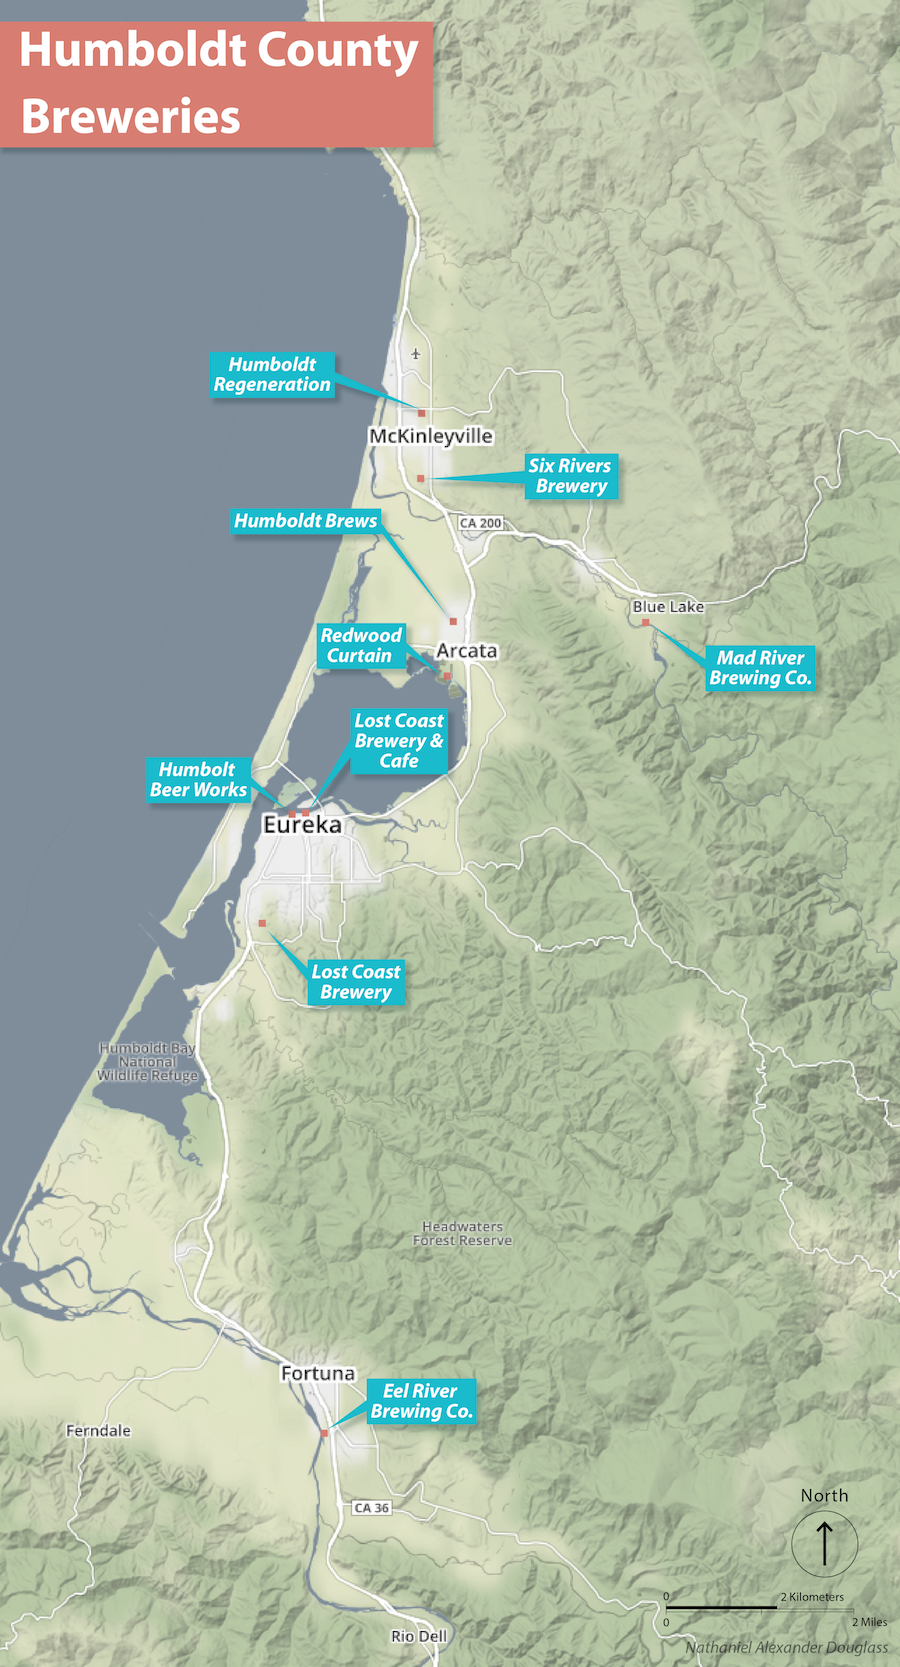 Humboldt County
Breweries
Humboldt
Regeneration
McKinleyville
Six Rivers
Brewery
Humboldt Brews
CA 200
Blue Lake
Redwood
Curtain
Arcata
Mad River
Brewing Co.
Lost Coast
Brewery &
Cafe
Humbolt
Beer Works
Eureka
Lost Coast
Brewery
Humboldt Bay
National
Wildlife Refuge
Headwaters
Forest Reserve
Fortuna
Eel River
Brewing Co.
Ferndale
CA 36
North
0 2 Kilometers
0 2 Miles
Rio Dell
Nathaniel Alexander Douglass